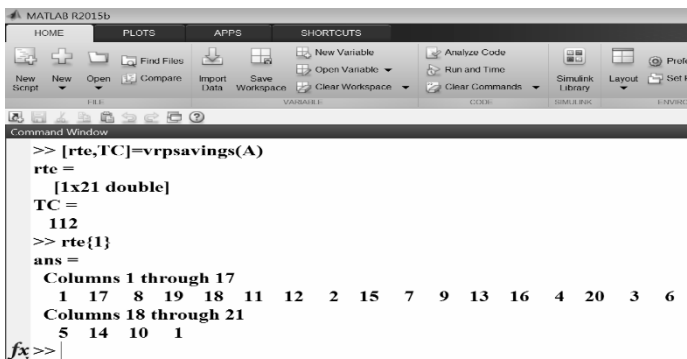 MATLAB R2015b
HOME PLOTS APPS SHORTCUTS
New Script New Open Find Files Compare Import Data Save Workspace New Variable Open Variable Clear Workspace Analyze Code Run and Time Clear Commands Simulink Library Layout Set
FILE VARIABLE CODE SIMULINK
Command Window
>> [rte,TC]=vrpsavings(A)
rte =
[1x21 double]
TC =
112
>> rte{1}
ans =
Columns 1 through 17
1 17 8 19 18 11 12 2 15 7 9 13 16 4 20 3 6
Columns 18 through 21
5 14 10 1
fx >>